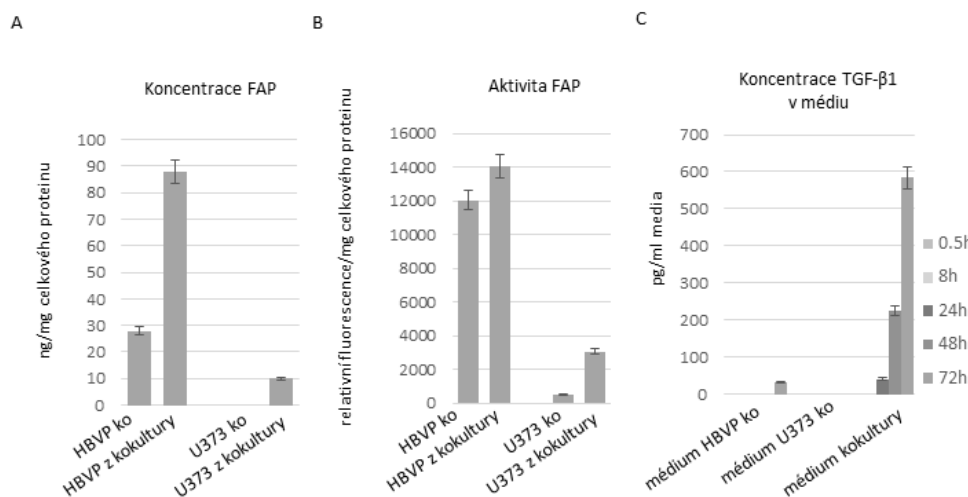 A
Koncentrace FAP
ng/mg celkového proteinu
100
90
80
70
60
50
40
30
20
10
0
HBVP ko
HBVP z kokultury
U373 ko
U373 z kokultury
B
Aktivita FAP
relativní fluorescence/mg celkového proteinu
16000
14000
12000
10000
8000
6000
4000
2000
0
HBVP ko
HBVP z kokultury
U373 ko
U373 z kokultury
C
Koncentrace TGF-β1
v médiu
pg/ml media
700
600
500
400
300
200
100
0
médium HBVP ko
médium U373 ko
médium kokultury
0.5h
8h
24h
48h
72h